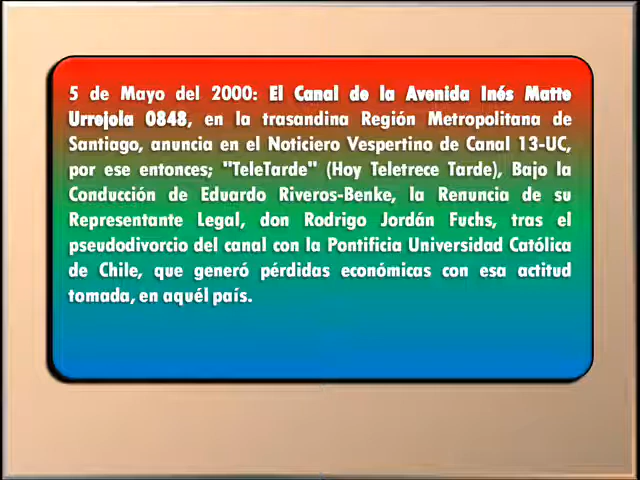 5 de Mayo del 2000: El Canal de la Avenida Inés Matte
Urrejola 0848, en la trasandina Región Metropolitana de
Santiago, anuncia en el Noticiero Vespertino de Canal 13-UC,
por ese entonces; "TeleTarde" (Hoy Teletrece Tarde), Bajo la
Conducción de Eduardo Riveros-Benke, la Renuncia de su
Representante Legal, don Rodrigo Jordán Fuchs, tras el
pseudodivorcio del canal con la Pontificia Universidad Católica
de Chile, que generó pérdidas económicas con esa actitud
tomada, en aquél país.